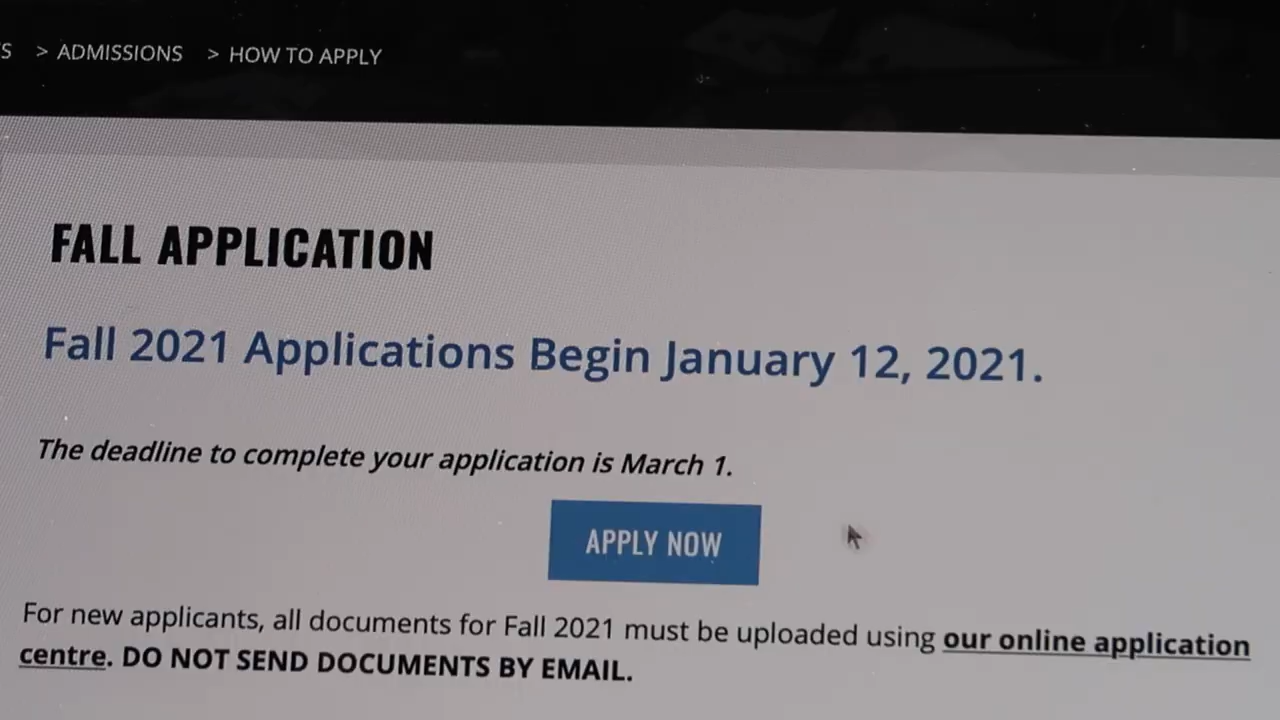 S > ADMISSIONS > HOW TO APPLY
FALL APPLICATION
Fall 2021 Applications Begin January 12, 2021.
The deadline to complete your application is March 1.
APPLY NOW
For new applicants, all documents for Fall 2021 must be uploaded using our online application
centre. DO NOT SEND DOCUMENTS BY EMAIL.